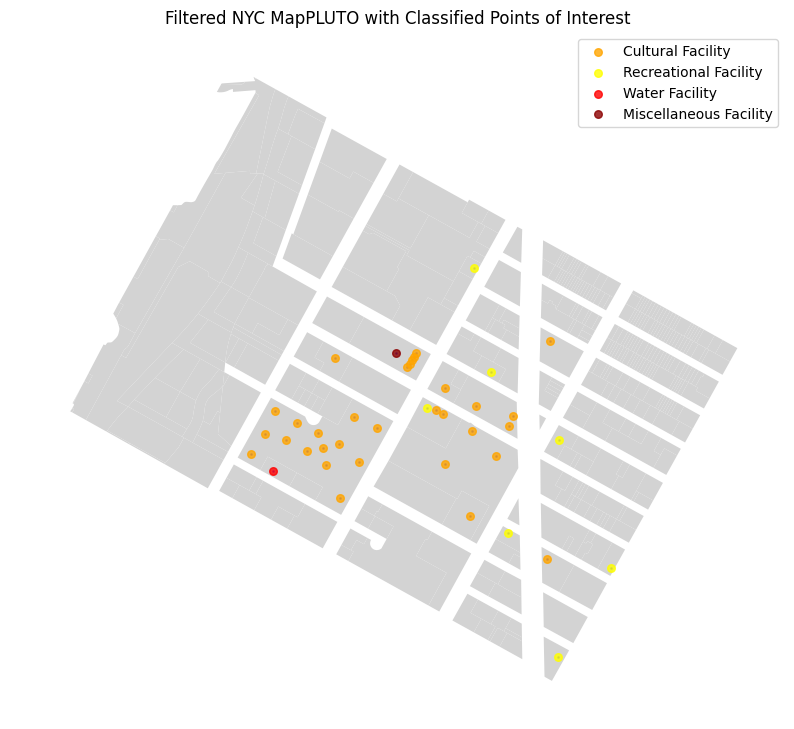 Filtered NYC MapPLUTO with Classified Points of Interest
Cultural Facility
Recreational Facility
Water Facility
Miscellaneous Facility